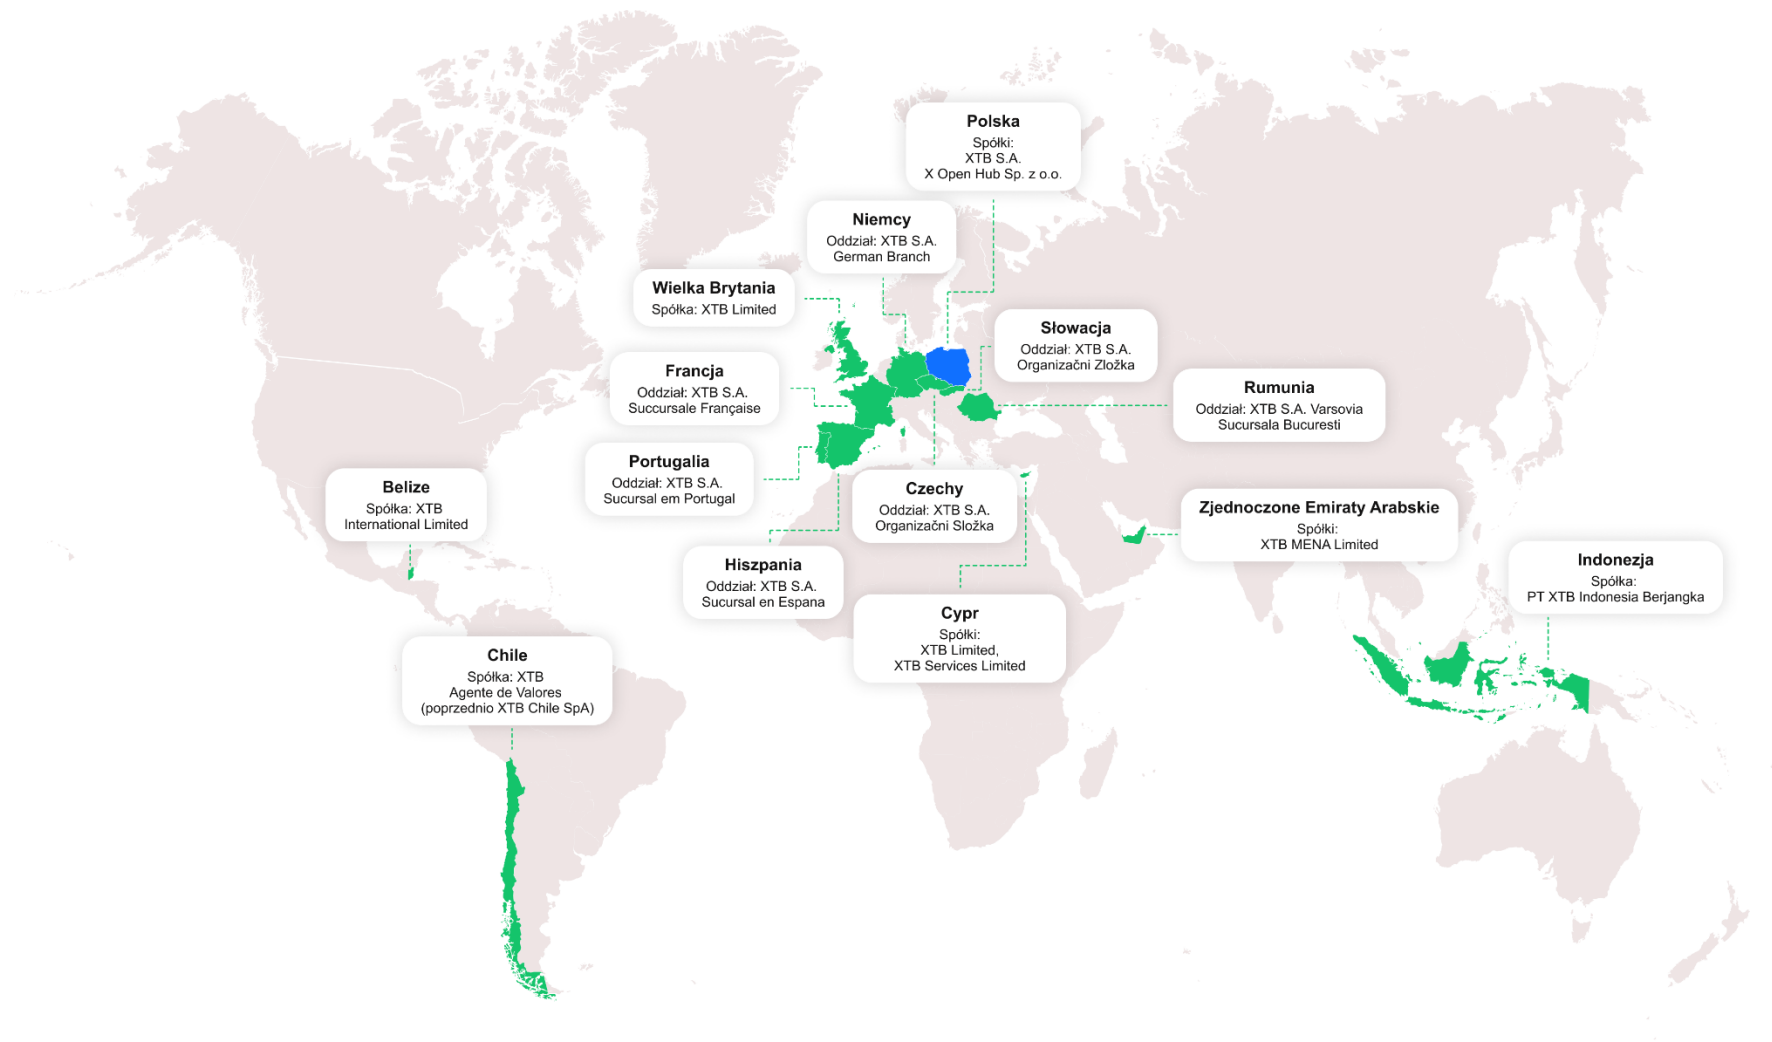 Polska
Spółki:
XTB S.A.
X Open Hub Sp. z o.o.
Niemcy
Oddział: XTB S.A.
German Branch
Wielka Brytania
Spółka: XTB Limited
Słowacja
Oddział: XTB S.A.
Organizačni Zložka
Francja
Oddział: XTB S.A.
Succursale Française
Rumunia
Oddział: XTB S.A. Varsovia
Sucursala Bucuresti
Portugalia
Oddział: XTB S.A.
Sucursal em Portugal
Belize
Spółka: XTB
International Limited
Czechy
Oddział: XTB S.A.
Organizačni Složka
Zjednoczone Emiraty Arabskie
Spółki:
XTB MENA Limited
Hiszpania
Oddział: XTB S.A.
Sucursal en Espana
Indonezja
Spółka:
PT XTB Indonesia Berjangka
Cypr
Spółki:
XTB Limited,
XTB Services Limited
Chile
Spółka: XTB
Agente de Valores
(poprzednio XTB Chile SpA)